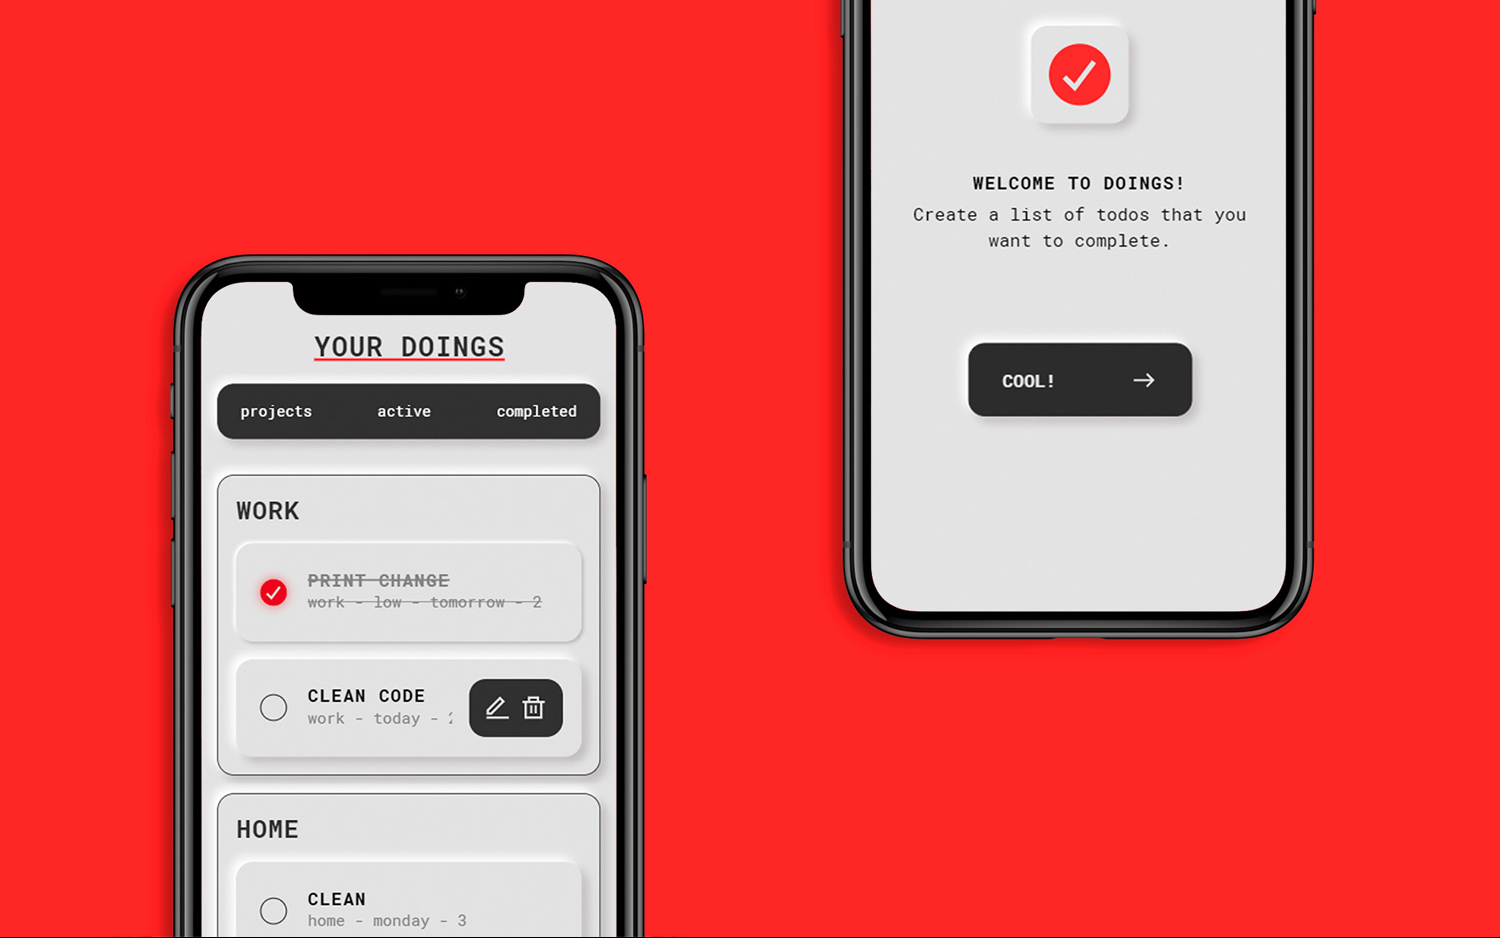 YOUR DOINGS
projects active completed
WORK
PRINT CHANGE
work - low - tomorrow - 2
CLEAN CODE
work - today -
HOME
CLEAN
home - monday - 3
WELCOME TO DOINGS!
Create a list of todos that you
want to complete.
COOL!